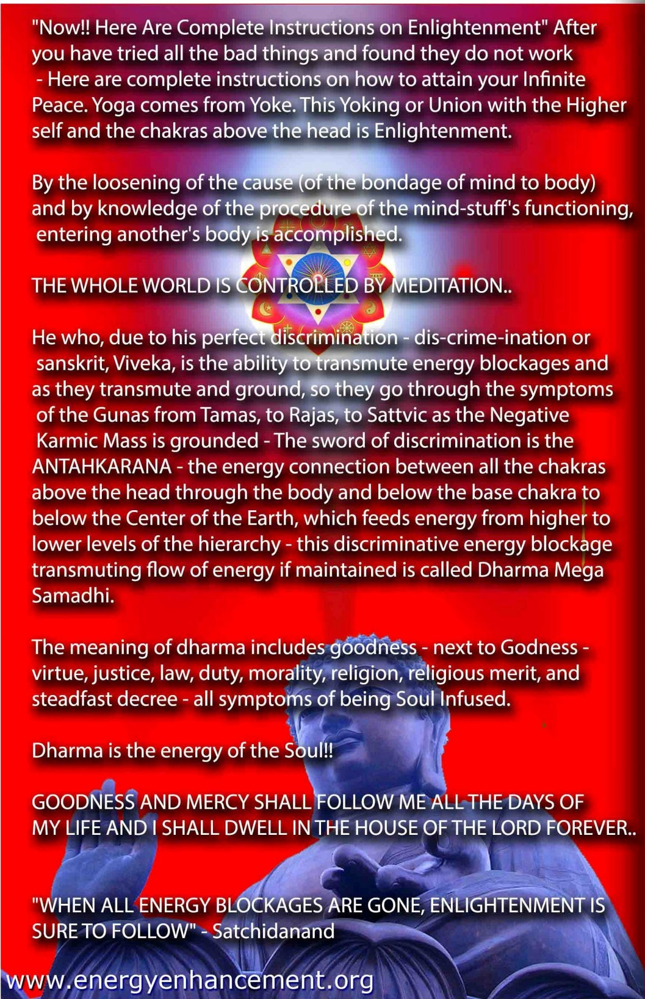 "Now!! Here Are Complete Instructions on Enlightenment" After
you have tried all the bad things and found they do not work
- Here are complete instructions on how to attain your Infinite
Peace. Yoga comes from Yoke. This Yoking or Union with the Higher
self and the chakras above the head is Enlightenment.
By the loosening of the cause (of the bondage of mind to body)
and by knowledge of the procedure of the mind-stuff's functioning,
entering another's body is accomplished.
THE WHOLE WORLD IS CONTROLLED BY MEDITATION..
He who, due to his perfect discrimination - dis-crime-ination or
sanskrit, Viveka, is the ability to transmute energy blockages and
as they transmute and ground, so they go through the symptoms
of the Gunas from Tamas, to Rajas, to Sattvic as the Negative
Karmic Mass is grounded - The sword of discrimination is the
ANTAHKARANA - the energy connection between all the chakras
above the head through the body and below the base chakra to
below the Center of the Earth, which feeds energy from higher to
lower levels of the hierarchy - this discriminative energy blockage
transmuting flow of energy if maintained is called Dharma Mega
Samadhi.
The meaning of dharma includes goodness - next to Godness -
virtue, justice, law, duty, morality, religion, religious merit, and
steadfast decree - all symptoms of being Soul Infused.
Dharma is the energy of the Soul!!
GOODNESS AND MERCY SHALL FOLLOW ME ALL THE DAYS OF
MY LIFE AND I SHALL DWELL IN THE HOUSE OF THE LORD FOREVER..
"WHEN ALL ENERGY BLOCKAGES ARE GONE, ENLIGHTENMENT IS
SURE TO FOLLOW" - Satchidanand
www.energyenhancement.org